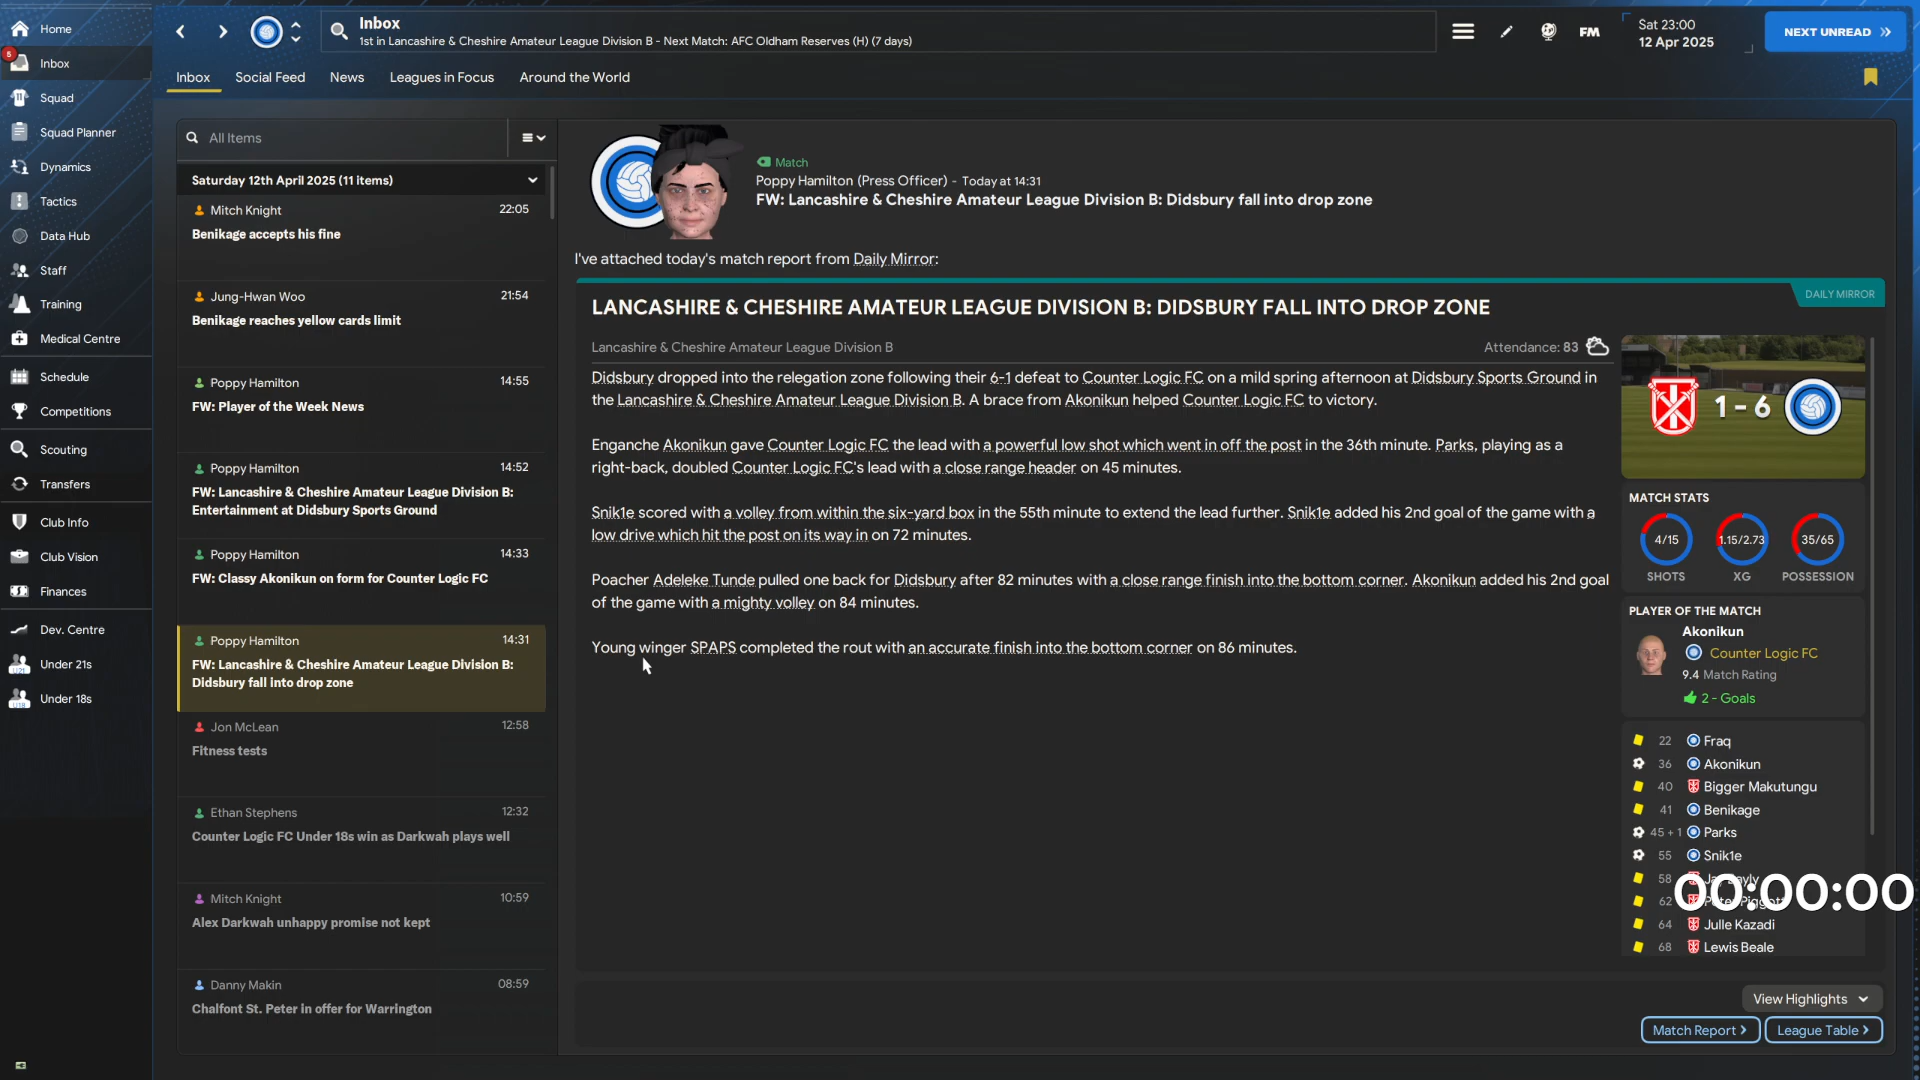 Home
Inbox
5
Squad
Squad Planner
Dynamics
Tactics
Data Hub
Staff
Training
Medical Centre
Schedule
Competitions
Scouting
Transfers
Club Info
Club Vision
Finances
Dev. Centre
Under 21s
Under 18s
Inbox
1st in Lancashire & Cheshire Amateur League Division B - Next Match: AFC Oldham Reserves (H) (7 days)
FM
Sat 23:00
12 Apr 2025
NEXT UNREAD
Inbox Social Feed News Leagues in Focus Around the World
All Items
Saturday 12th April 2025 (11 items)
Mitch Knight 22:05
Benikage accepts his fine
Jung-Hwan Woo 21:54
Benikage reaches yellow cards limit
Poppy Hamilton 14:55
FW: Player of the Week News
Poppy Hamilton 14:52
FW: Lancashire & Cheshire Amateur League Division B:
Entertainment at Didsbury Sports Ground
Poppy Hamilton 14:33
FW: Classy Akonikun on form for Counter Logic FC
Poppy Hamilton 14:31
FW: Lancashire & Cheshire Amateur League Division B:
Didsbury fall into drop zone
Jon McLean 12:58
Fitness tests
Ethan Stephens 12:32
Counter Logic FC Under 18s win as Darkwah plays well
Mitch Knight 10:59
Alex Darkwah unhappy promise not kept
Danny Makin 08:59
Chalfont St. Peter in offer for Warrington
Match
Poppy Hamilton (Press Officer) - Today at 14:31
FW: Lancashire & Cheshire Amateur League Division B: Didsbury fall into drop zone
I've attached today's match report from Daily Mirror:
LANCASHIRE & CHESHIRE AMATEUR LEAGUE DIVISION B: DIDSBURY FALL INTO DROP ZONE
DAILY MIRROR
Lancashire & Cheshire Amateur League Division B Attendance: 83
Didsbury dropped into the relegation zone following their 6-1 defeat to Counter Logic FC on a mild spring afternoon at Didsbury Sports Ground in
the Lancashire & Cheshire Amateur League Division B. A brace from Akonikun helped Counter Logic FC to victory.
Enganche Akonikun gave Counter Logic FC the lead with a powerful low shot which went in off the post in the 36th minute. Parks, playing as a
right-back, doubled Counter Logic FC's lead with a close range header on 45 minutes.
Snik1e scored with a volley from within the six-yard box in the 55th minute to extend the lead further. Snik1e added his 2nd goal of the game with a
low drive which hit the post on its way in on 72 minutes.
Poacher Adeleke Tunde pulled one back for Didsbury after 82 minutes with a close range finish into the bottom corner. Akonikun added his 2nd goal
of the game with a mighty volley on 84 minutes.
Young winger SPAPS completed the rout with an accurate finish into the bottom corner on 86 minutes.
1 - 6
MATCH STATS
4/15 1.15/2.73 35/65
SHOTS XG POSSESSION
PLAYER OF THE MATCH
Akonikun
Counter Logic FC
9.4 Match Rating
2 - Goals
22 Fraq
36 Akonikun
40 Bigger Makutungu
41 Benikage
45 + 1 Parks
55 Snik1e
58
62
00:00:00
64 Julle Kazadi
68 Lewis Beale
View Highlights
Match Report
League Table